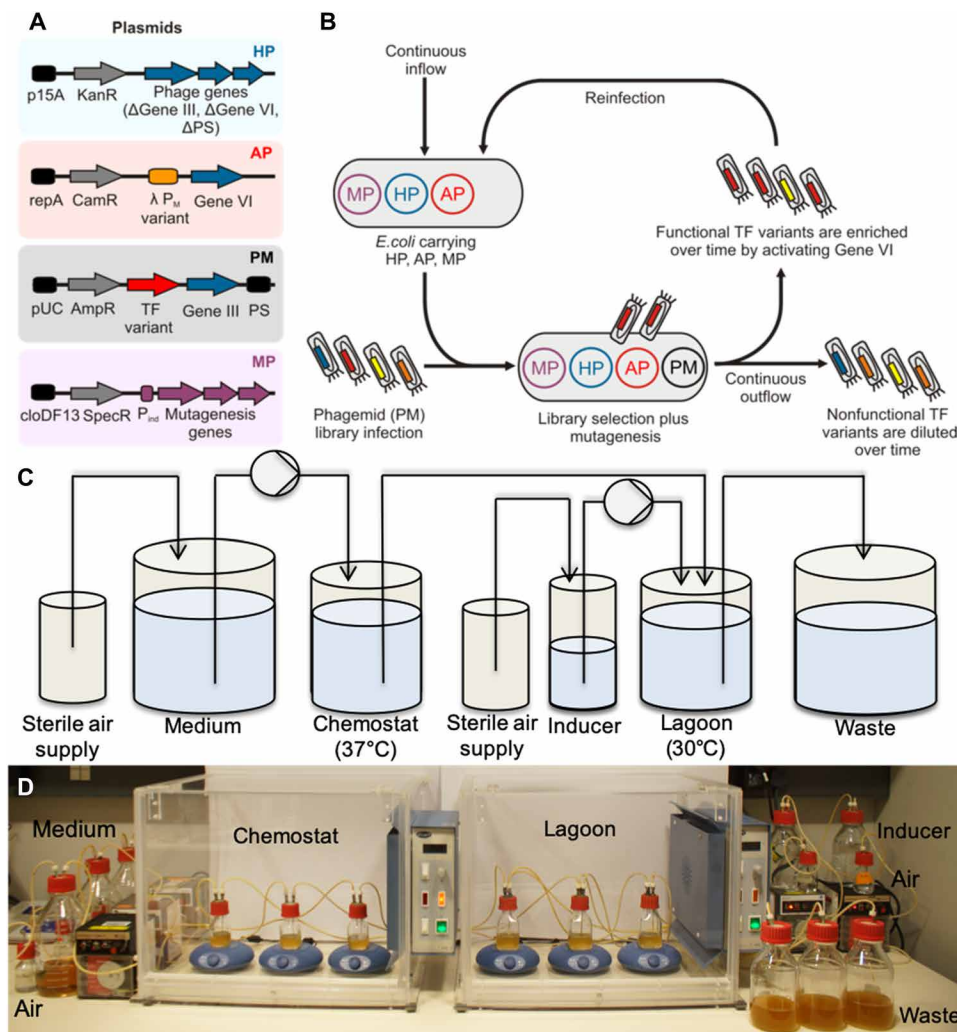 A
Plasmids
HP
p15A KanR Phage genes
(ΔGene III, ΔGene VI,
ΔPS)
AP
repA CamR λ PM Gene VI
variant
PM
pUC AmpR TF Gene III PS
variant
MP
cloDF13 SpecR Pind Mutagenesis
genes
B
Continuous
inflow
Reinfection
MP HP AP
E.coli carrying
HP, AP, MP
Functional TF variants are enriched
over time by activating Gene VI
MP HP AP PM
Phagemid (PM)
library infection
Library selection plus
mutagenesis
Continuous
outflow
Nonfunctional TF
variants are diluted
over time
C
Sterile air
supply
Medium
Chemostat
(37°C)
Sterile air
supply
Inducer
Lagoon
(30°C)
Waste
D
Medium
Chemostat
Lagoon
Inducer
Air
Air
Waste